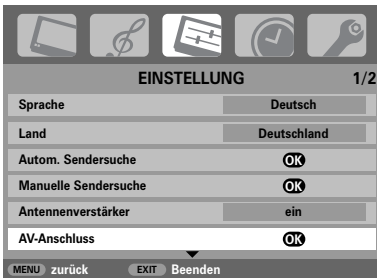 EINSTELLUNG 1/2
Sprache Deutsch
Land Deutschland
Autom. Sendersuche OK
Manuelle Sendersuche OK
Antennenverstärker ein
AV-Anschluss OK
MENU zurück EXIT Beenden